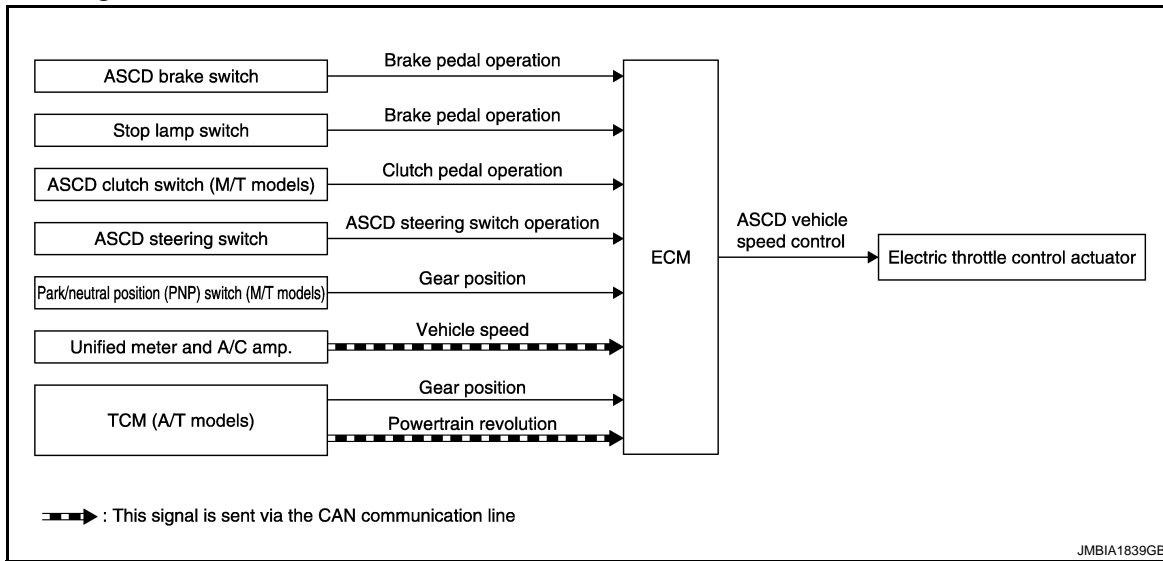 ASCD brake switch
Brake pedal operation
Stop lamp switch
Brake pedal operation
ASCD clutch switch (M/T models)
Clutch pedal operation
ASCD steering switch
ASCD steering switch operation
Park/neutral position (PNP) switch (M/T models)
Gear position
Unified meter and A/C amp.
Vehicle speed
TCM (A/T models)
Gear position
Powertrain revolution
ECM
ASCD vehicle
speed control
Electric throttle control actuator
: This signal is sent via the CAN communication line
JMBIA1839GB